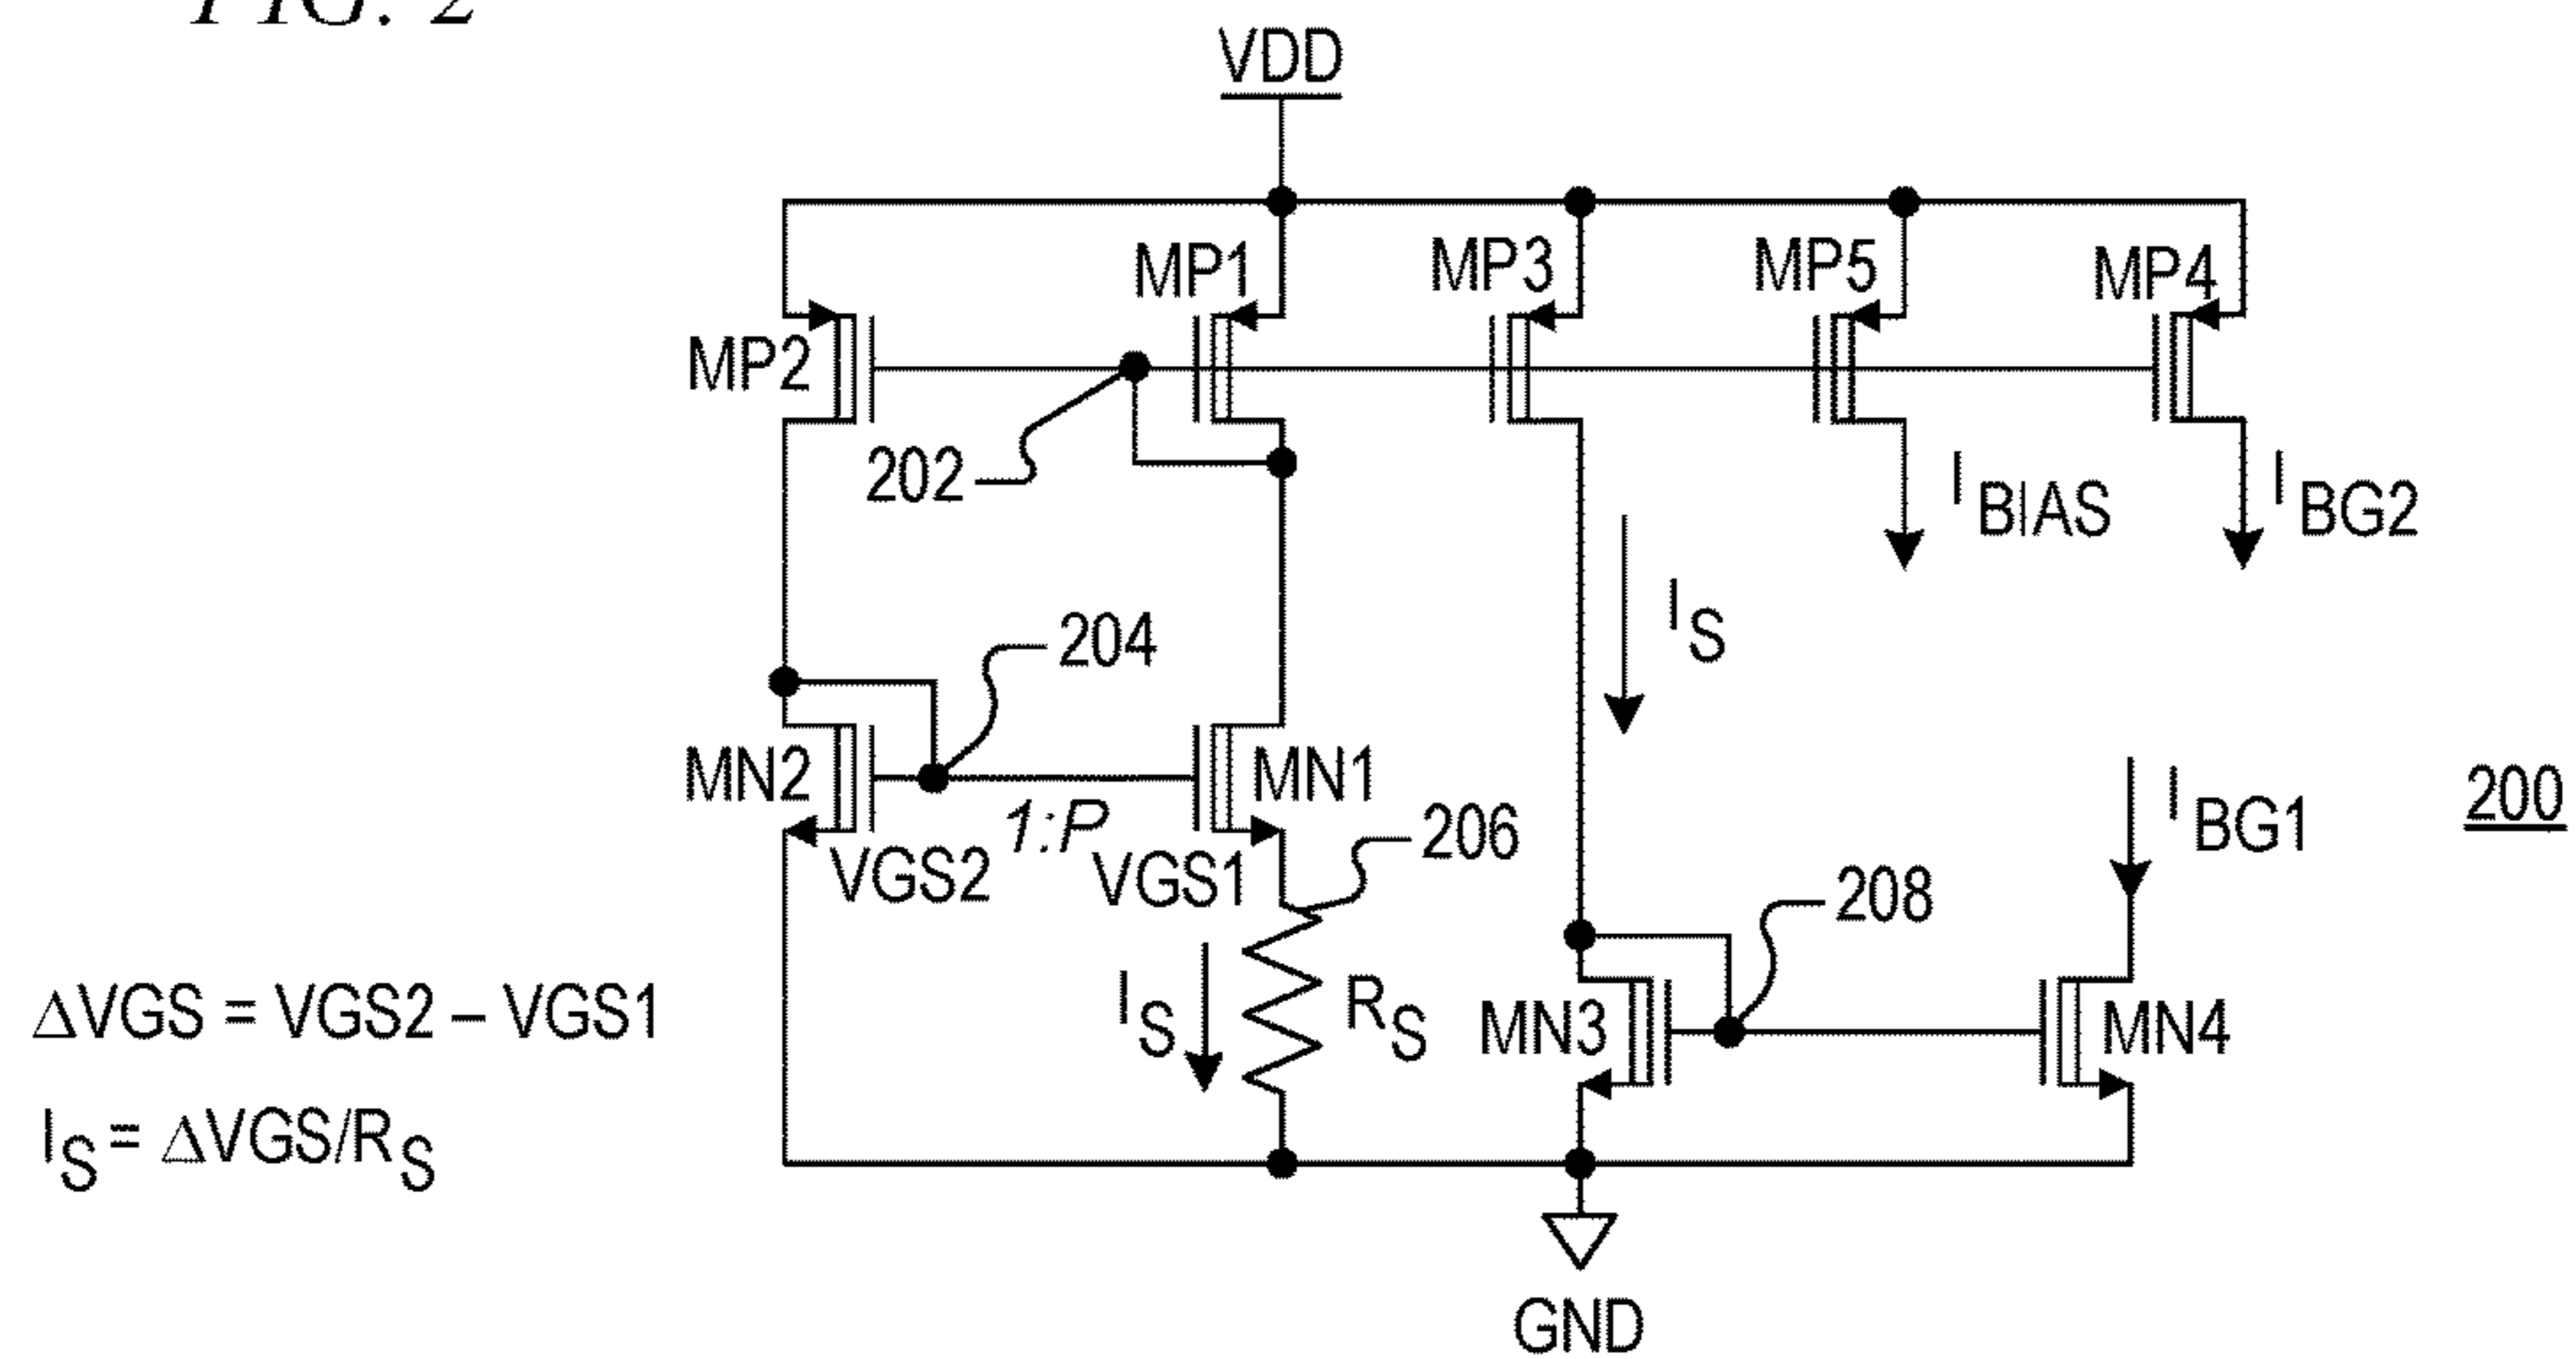 FIG. 2
VDD
MP2
MP1
MP3
MP5
MP4
202
I BIAS
I BG2
I S
204
MN2
VGS2
1:P
VGS1
MN1
206
I S
R S
208
MN3
MN4
I BG1
200
ΔVGS = VGS2 – VGS1
I S = ΔVGS/R S
GND